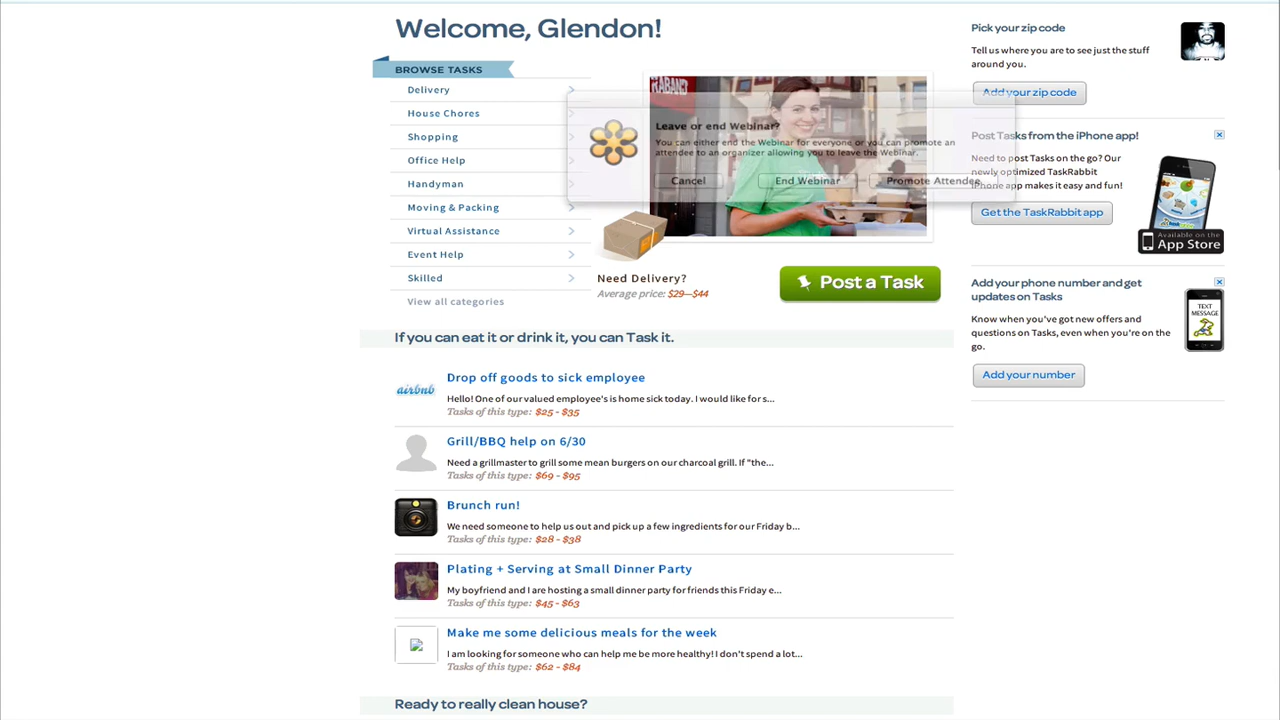 Welcome, Glendon!
BROWSE TASKS
Delivery
House Chores
Shopping
Office Help
Handyman
Moving & Packing
Virtual Assistance
Event Help
Skilled
View all categories
RABAND
Leave or end Webinar?
You can either end the Webinar for everyone or you can promote an
attendee to an organizer allowing you to leave the Webinar.
Cancel
End Webinar
Promote Attendee
Need Delivery?
Average price: $29—$44
Post a Task
If you can eat it or drink it, you can Task it.
airbnb
Drop off goods to sick employee
Hello! One of our valued employee's is home sick today. I would like for s...
Tasks of this type: $25 - $35
Grill/BBQ help on 6/30
Need a grillmaster to grill some mean burgers on our charcoal grill. If "the...
Tasks of this type: $69 - $95
Brunch run!
We need someone to help us out and pick up a few ingredients for our Friday b...
Tasks of this type: $28 - $38
Plating + Serving at Small Dinner Party
My boyfriend and I are hosting a small dinner party for friends this Friday e...
Tasks of this type: $45 - $63
Make me some delicious meals for the week
I am looking for someone who can help me be more healthy! I don't spend a lot...
Tasks of this type: $62 - $84
Ready to really clean house?
Pick your zip code
Tell us where you are to see just the stuff
around you.
Add your zip code
Post Tasks from the iPhone app!
Need to post Tasks on the go? Our
newly optimized TaskRabbit
iPhone app makes it easy and fun!
Get the TaskRabbit app
Available on the
App Store
Add your phone number and get
updates on Tasks
Know when you've got new offers and
questions on Tasks, even when you're on the
go.
TEXT
MESSAGE
Add your number